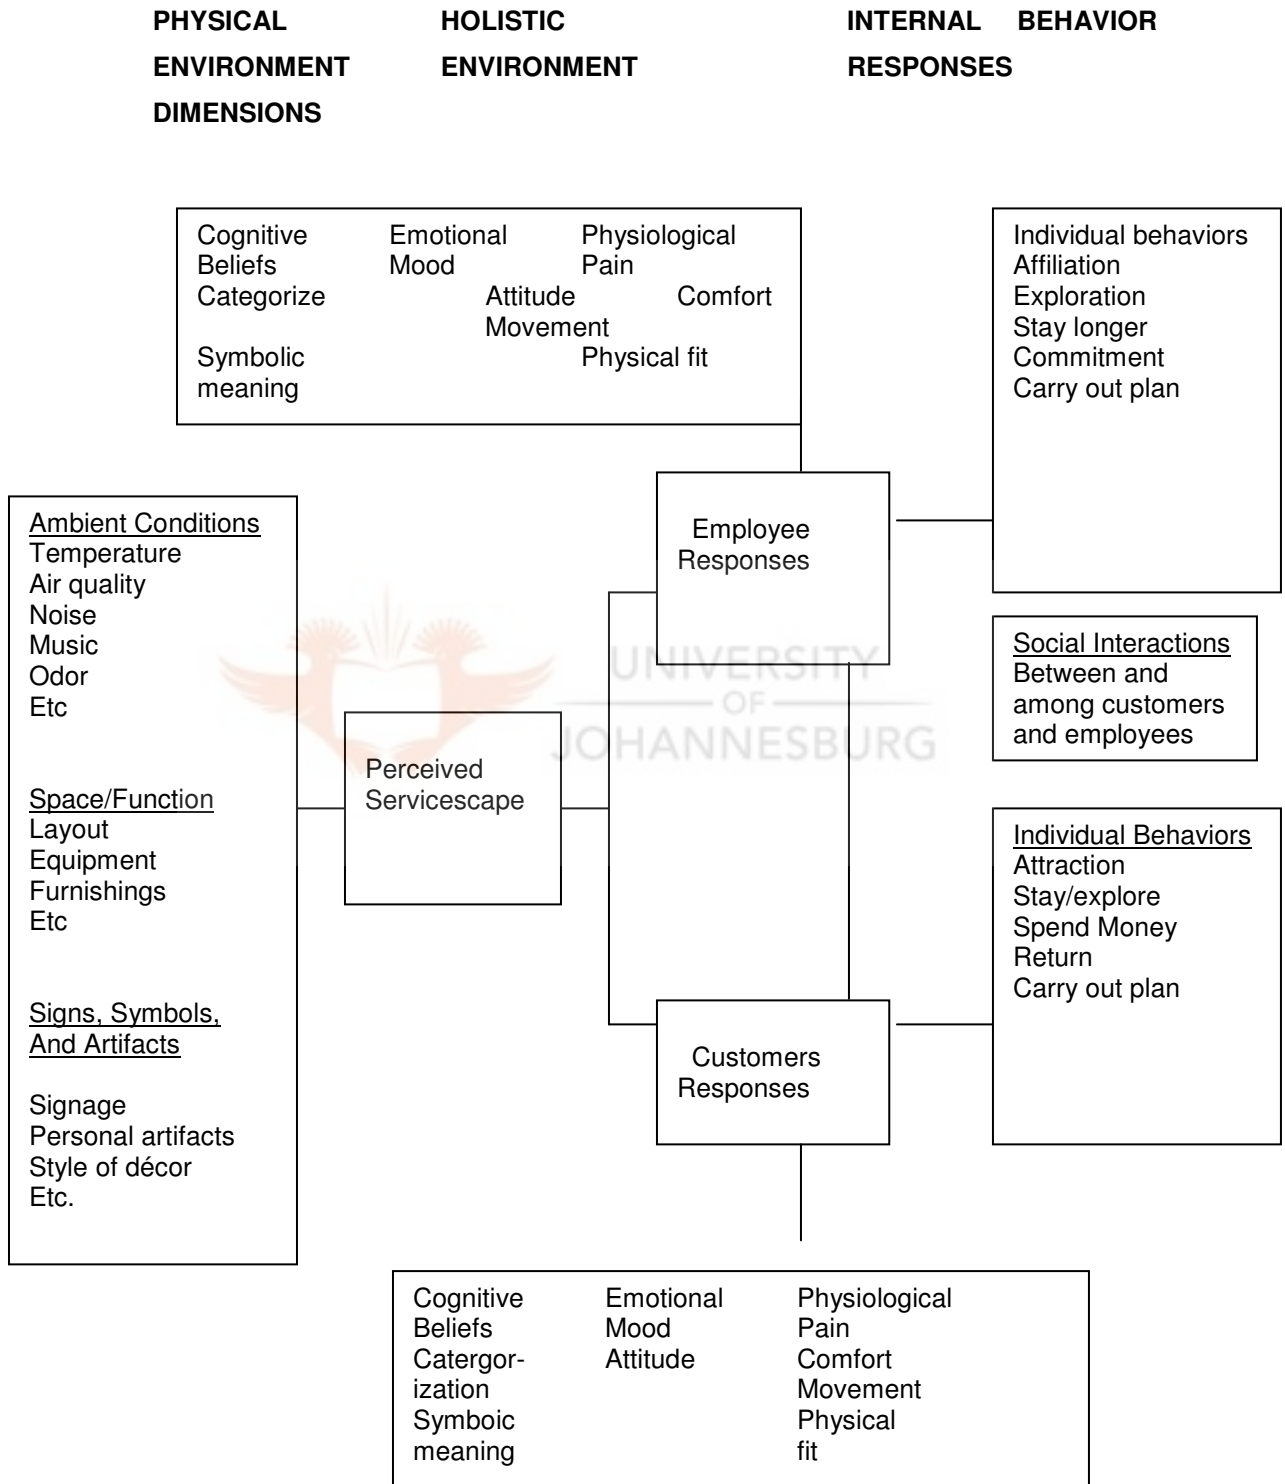 PHYSICAL HOLISTIC INTERNAL BEHAVIOR
ENVIRONMENT ENVIRONMENT RESPONSES
DIMENSIONS
Cognitive Emotional Physiological
Beliefs Mood Pain
Categorize Attitude Comfort
Movement
Symbolic Physical fit
meaning
Individual behaviors
Affiliation
Exploration
Stay longer
Commitment
Carry out plan
Employee
Responses
Ambient Conditions
Temperature
Air quality
Noise
Music
Odor
Etc
Space/Function
Layout
Equipment
Furnishings
Etc
Signs, Symbols,
And Artifacts
Signage
Personal artifacts
Style of décor
Etc.
UNIVERSITY
OF
JOHANNESBURG
Perceived
Servicescape
Social Interactions
Between and
among customers
and employees
Individual Behaviors
Attraction
Stay/explore
Spend Money
Return
Carry out plan
Customers
Responses
Cognitive Emotional Physiological
Beliefs Mood Pain
Catergor- Attitude Comfort
ization Movement
Symboic Physical
meaning fit